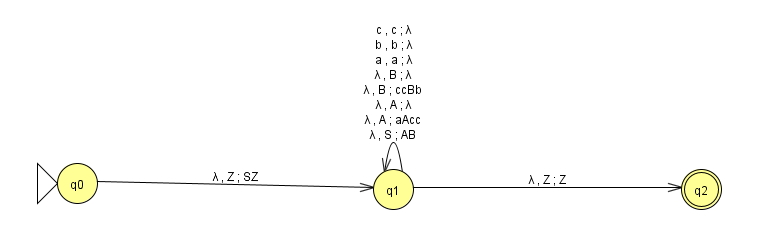 c , c ; λ
b , b ; λ
a , a ; λ
λ , B ; λ
λ , B ; ccBb
λ , A ; λ
λ , A ; aAcc
λ , S ; AB
λ , Z ; SZ
λ , Z ; Z
q0
q1
q2